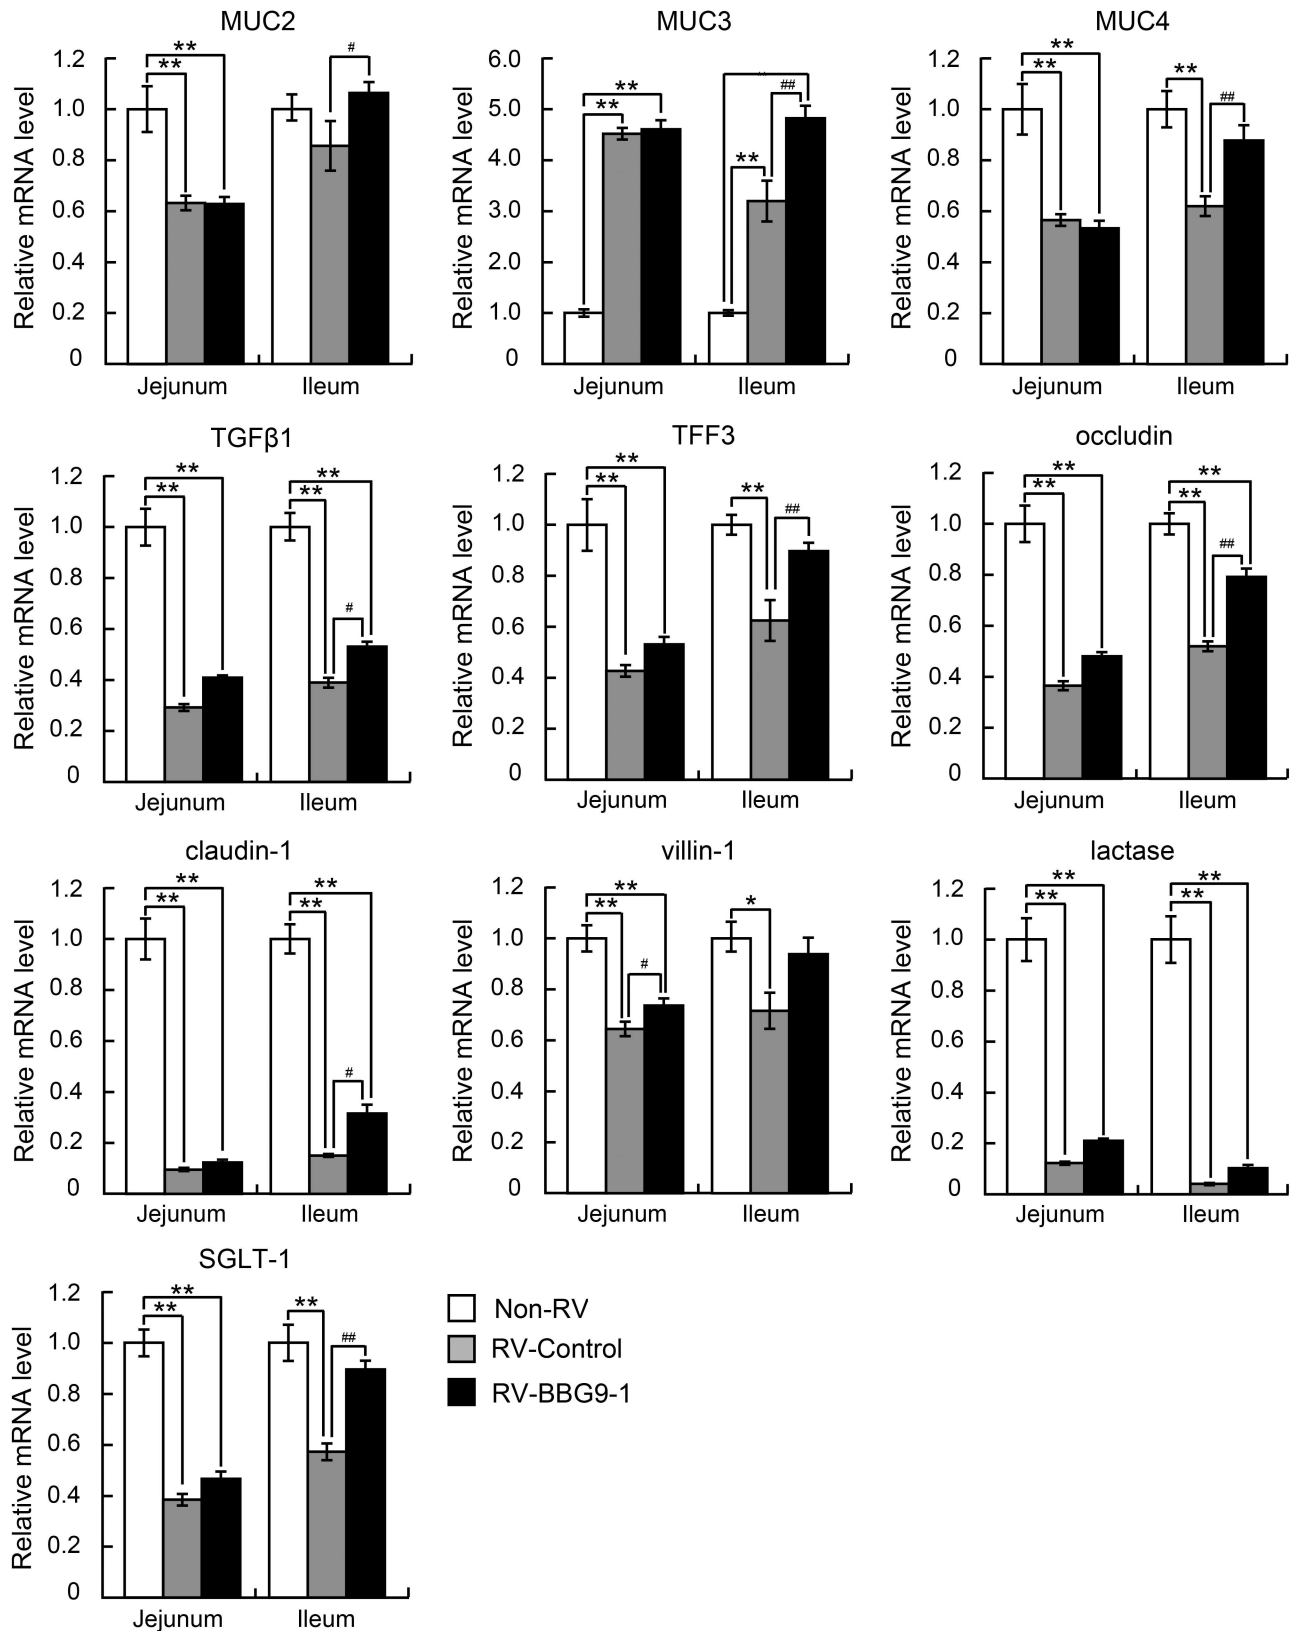 MUC2
Relative mRNA level
1.2
1.0
0.8
0.6
0.4
0.2
0
**
**
#
Jejunum
Ileum
MUC3
Relative mRNA level
6.0
5.0
4.0
3.0
2.0
1.0
0
**
**
**
##
**
Jejunum
Ileum
MUC4
Relative mRNA level
1.2
1.0
0.8
0.6
0.4
0.2
0
**
**
**
##
Jejunum
Ileum
TGFβ1
Relative mRNA level
1.2
1.0
0.8
0.6
0.4
0.2
0
**
**
**
**
#
Jejunum
Ileum
TFF3
Relative mRNA level
1.2
1.0
0.8
0.6
0.4
0.2
0
**
**
**
##
Jejunum
Ileum
occludin
Relative mRNA level
1.2
1.0
0.8
0.6
0.4
0.2
0
**
**
**
**
##
Jejunum
Ileum
claudin-1
Relative mRNA level
1.2
1.0
0.8
0.6
0.4
0.2
0
**
**
**
**
#
Jejunum
Ileum
villin-1
Relative mRNA level
1.2
1.0
0.8
0.6
0.4
0.2
0
**
**
#
*
Jejunum
Ileum
lactase
Relative mRNA level
1.2
1.0
0.8
0.6
0.4
0.2
0
**
**
**
**
Jejunum
Ileum
SGLT-1
Relative mRNA level
1.2
1.0
0.8
0.6
0.4
0.2
0
**
**
**
##
Jejunum
Ileum
Non-RV
RV-Control
RV-BBG9-1